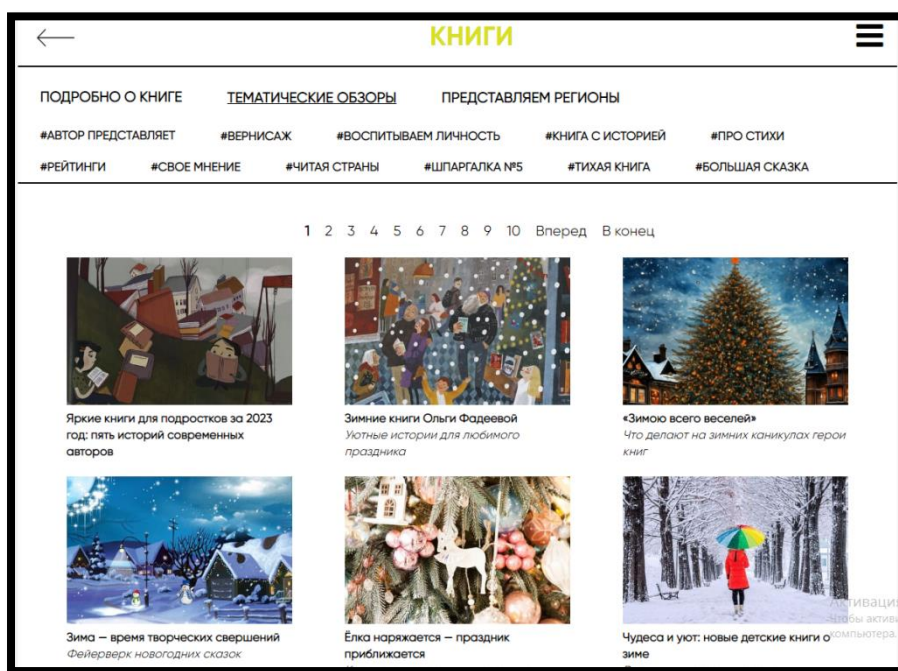 КНИГИ
ПОДРОБНО О КНИГЕ ТЕМАТИЧЕСКИЕ ОБЗОРЫ ПРЕДСТАВЛЯЕМ РЕГИОНЫ
#АВТОР ПРЕДСТАВЛЯЕТ #ВЕРНИСАЖ #ВОСПИТЫВАЕМ ЛИЧНОСТЬ #КНИГА С ИСТОРИЕЙ #ПРО СТИХИ
#РЕЙТИНГИ #СВОЕ МНЕНИЕ #ЧИТАЯ СТРАНЫ #ШПАРГАЛКА №5 #ТИХАЯ КНИГА #БОЛЬШАЯ СКАЗКА
1 2 3 4 5 6 7 8 9 10 Вперед В конец
Яркие книги для подростков за 2023
год: пять историй современных
авторов
Зимние книги Ольги Фадеевой
Уютные истории для любимого
праздника
«Зимою всего веселей»
Что делают на зимних каникулах герои
книг
Зима — время творческих свершений
Фейерверк новогодних сказок
Ёлка наряжается — праздник
приближается
Чудеса и уют: новые детские книги о
зиме
Активация
Чтобы актив
компьютера.